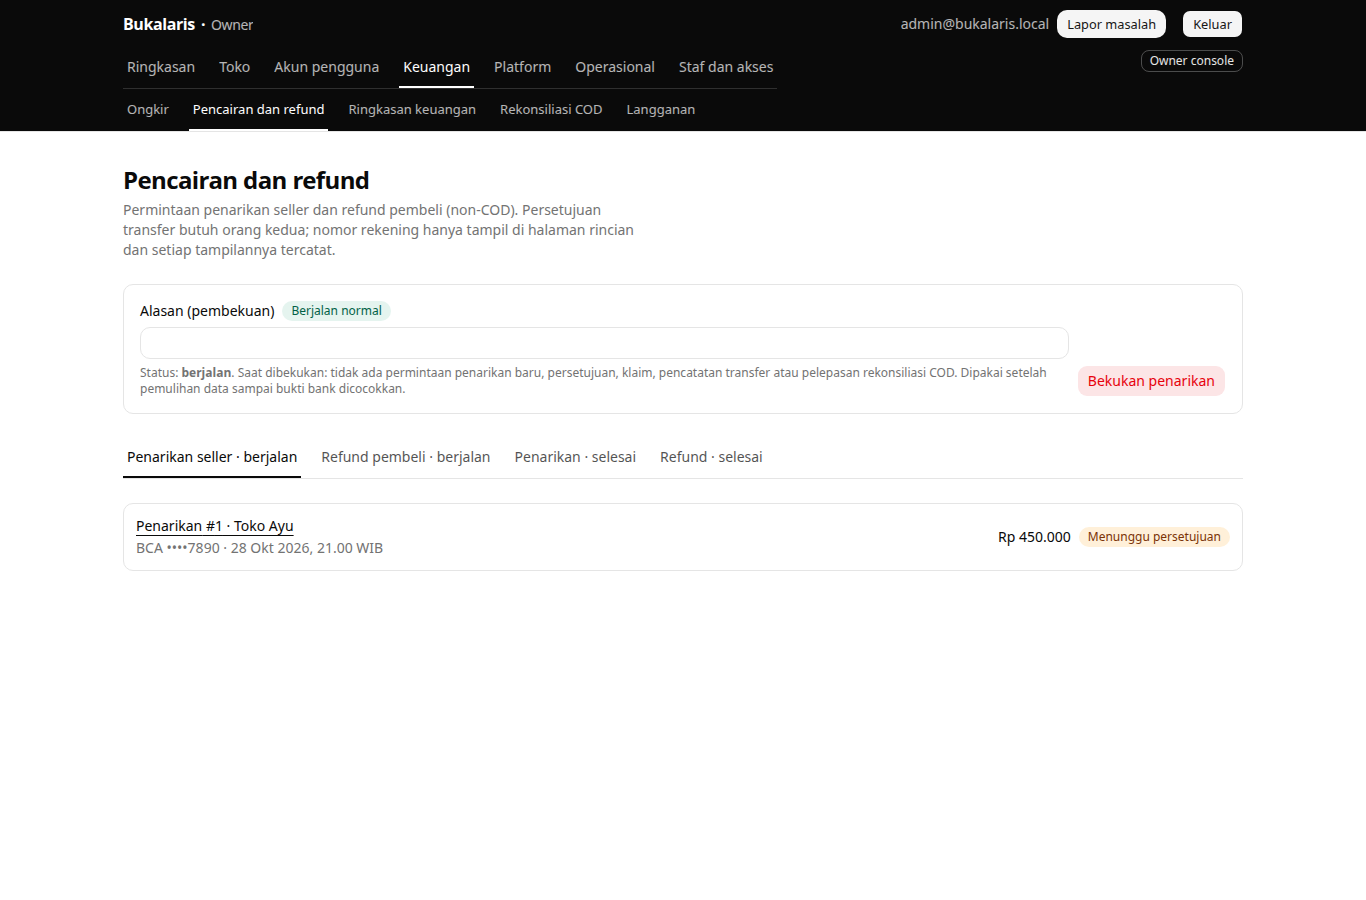 Bukalaris · Owner
admin@bukalaris.local Lapor masalah Keluar
Ringkasan Toko Akun pengguna Keuangan Platform Operasional Staf dan akses
Owner console
Ongkir Pencairan dan refund Ringkasan keuangan Rekonsiliasi COD Langganan
Pencairan dan refund
Permintaan penarikan seller dan refund pembeli (non-COD). Persetujuan
transfer butuh orang kedua; nomor rekening hanya tampil di halaman rincian
dan setiap tampilannya tercatat.
Alasan (pembekuan) Berjalan normal
Status: berjalan. Saat dibekukan: tidak ada permintaan penarikan baru, persetujuan, klaim, pencatatan transfer atau pelepasan rekonsiliasi COD. Dipakai setelah
pemulihan data sampai bukti bank dicocokkan.
Bekukan penarikan
Penarikan seller · berjalan Refund pembeli · berjalan Penarikan · selesai Refund · selesai
Penarikan #1 · Toko Ayu
BCA ••••7890 · 28 Okt 2026, 21.00 WIB
Rp 450.000 Menunggu persetujuan